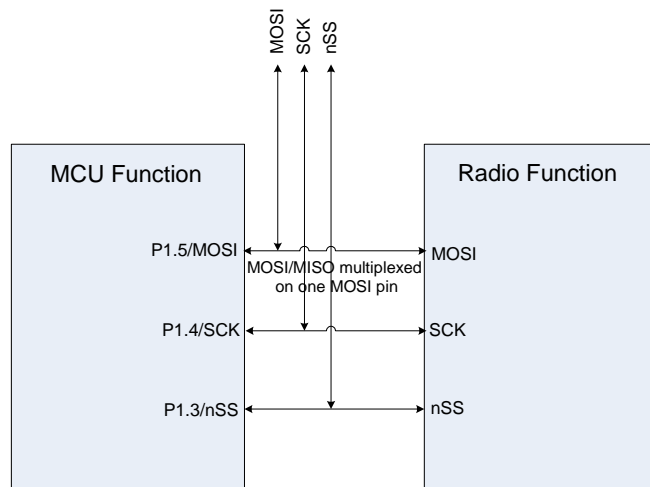 MOSI
SCK
nSS
MCU Function
Radio Function
P1.5/MOSI
MOSI
MOSI/MISO multiplexed
on one MOSI pin
P1.4/SCK
SCK
P1.3/nSS
nSS